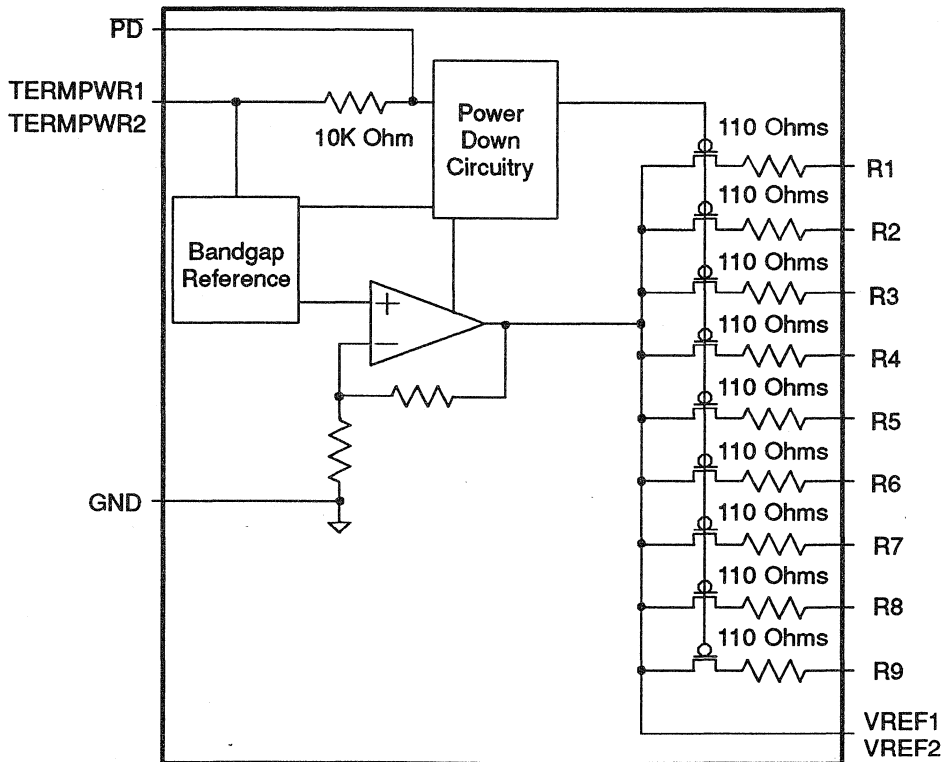 PD
TERMPWR1
TERMPWR2
10K Ohm
Power
Down
Circuitry
Bandgap
Reference
+
−
GND
110 Ohms
R1
110 Ohms
R2
110 Ohms
R3
110 Ohms
R4
110 Ohms
R5
110 Ohms
R6
110 Ohms
R7
110 Ohms
R8
110 Ohms
R9
VREF1
VREF2